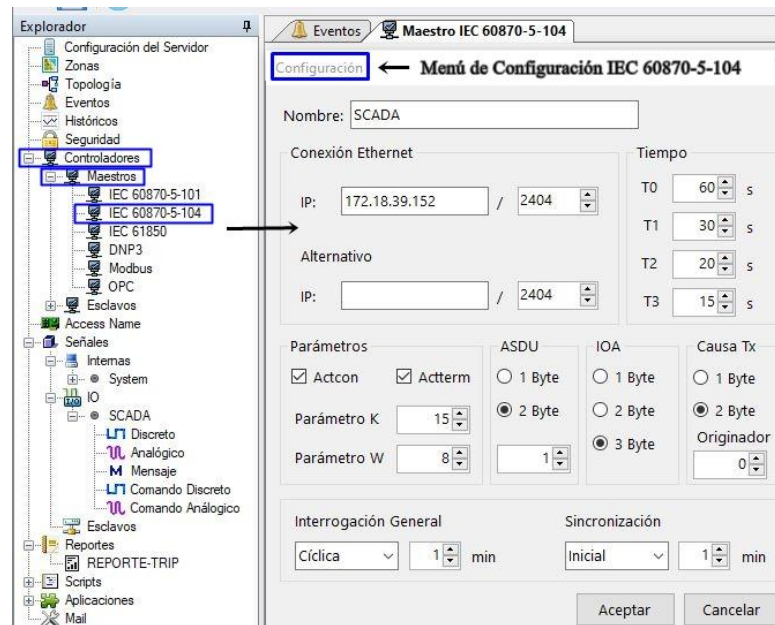 Explorador
Configuración del Servidor
Zonas
Topología
Eventos
Históricos
Seguridad
Controladores
Maestros
IEC 60870-5-101
IEC 60870-5-104
IEC 61850
DNP3
Modbus
OPC
Esclavos
Access Name
Señales
Internas
System
IO
SCADA
Discreto
Analógico
Mensaje
Comando Discreto
Comando Análogico
Esclavos
Reportes
REPORTE-TRIP
Scripts
Aplicaciones
Mail
Eventos Maestro IEC 60870-5-104
Configuración Menú de Configuración IEC 60870-5-104
Nombre: SCADA
Conexión Ethernet
IP: 172.18.39.152 / 2404
Alternativo
IP: / 2404
Tiempo
T0 60 s
T1 30 s
T2 20 s
T3 15 s
Parámetros
Actcon Actterm
Parámetro K 15
Parámetro W 8
ASDU
1 Byte
2 Byte
1
IOA
1 Byte
2 Byte
3 Byte
Causa Tx
1 Byte
2 Byte
Originador
0
Interrogación General
Cíclica 1 min
Sincronización
Inicial 1 min
Aceptar Cancelar